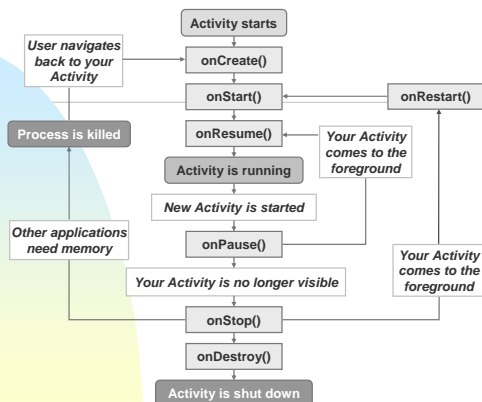 Activity starts
User navigates
back to your
Activity
onCreate()
onStart()
onRestart()
Process is killed
onResume()
Your Activity
comes to the
foreground
Activity is running
New Activity is started
Other applications
need memory
onPause()
Your Activity
comes to the
foreground
Your Activity is no longer visible
onStop()
onDestroy()
Activity is shut down